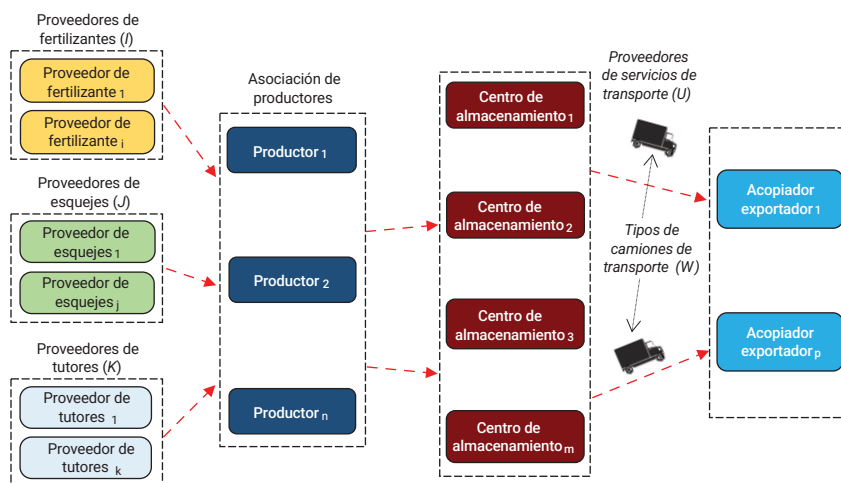 Proveedores de
fertilizantes (I)
Proveedor de
fertilizante 1
Proveedor de
fertilizante i
Proveedores de
esquejes (J)
Proveedor de
esquejes 1
Proveedor de
esquejes j
Proveedores de
tutores (K)
Proveedor de
tutores 1
Proveedor de
tutores k
Asociación de
productores
Productor 1
Productor 2
Productor n
Centro de
almacenamiento 1
Centro de
almacenamiento 2
Centro de
almacenamiento 3
Centro de
almacenamiento m
Proveedores
de servicios de
transporte (U)
Tipos de
camiones de
transporte (W)
Acopiador
exportador 1
Acopiador
exportador p